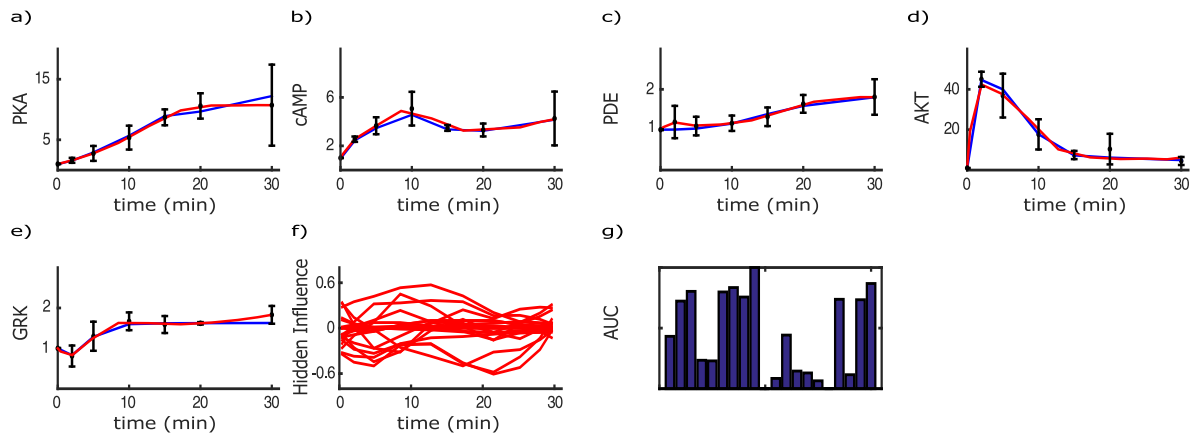 a)
15
5
PKA
0 10 20 30
time (min)
b)
6
2
cAMP
0 10 20 30
time (min)
c)
2
1
PDE
0 10 20 30
time (min)
d)
40
20
AKT
0 10 20 30
time (min)
e)
2
1
GRK
0 10 20 30
time (min)
f)
0.6
0
-0.6
Hidden Influence
0 10 20 30
time (min)
g)
AUC